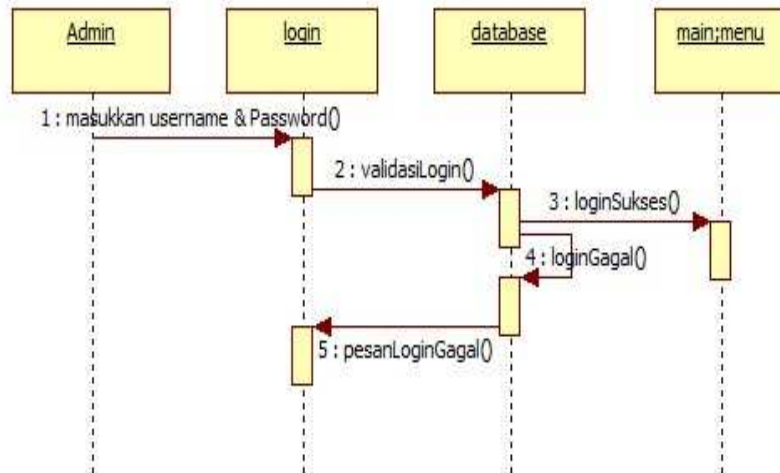 Admin
login
database
main;menu
1 : masukkan username & Password()
2 : validasiLogin()
3 : loginSukses()
4 : loginGagal()
5 : pesanLoginGagal()